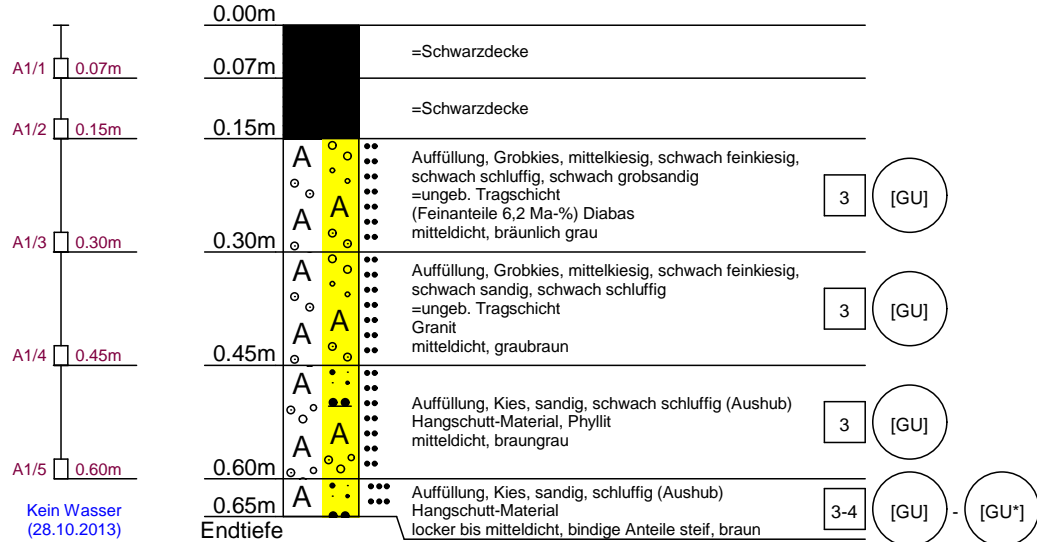 0.00m
=Schwarzdecke
A1/1 0.07m
0.07m
=Schwarzdecke
A1/2 0.15m
0.15m
A
A
A
Auffüllung, Grobkies, mittelkiesig, schwach feinkiesig,
schwach schluffig, schwach grobsandig
=ungeb. Tragschicht
(Feinanteile 6,2 Ma-%) Diabas
mitteldicht, bräunlich grau
3
[GU]
A1/3 0.30m
0.30m
A
A
A
Auffüllung, Grobkies, mittelkiesig, schwach feinkiesig,
schwach sandig, schwach schluffig
=ungeb. Tragschicht
Granit
mitteldicht, graubraun
3
[GU]
A1/4 0.45m
0.45m
A
A
A
Auffüllung, Kies, sandig, schwach schluffig (Aushub)
Hangschutt-Material, Phyllit
mitteldicht, braungrau
3
[GU]
A1/5 0.60m
0.60m
A
Auffüllung, Kies, sandig, schluffig (Aushub)
Hangschutt-Material
locker bis mitteldicht, bindige Anteile steif, braun
3-4
[GU] - [GU*]
0.65m
Endtiefe
Kein Wasser
(28.10.2013)